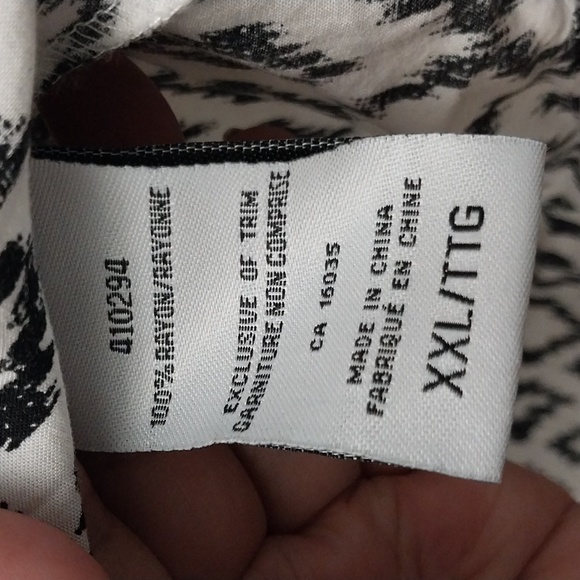 410294
100% RAYON/RAYONNE
EXCLUSIVE OF TRIM
GARNITURE NON COMPRISE
CA 16035
MADE IN CHINA
FABRIQUÉ EN CHINE
XXL/TTG